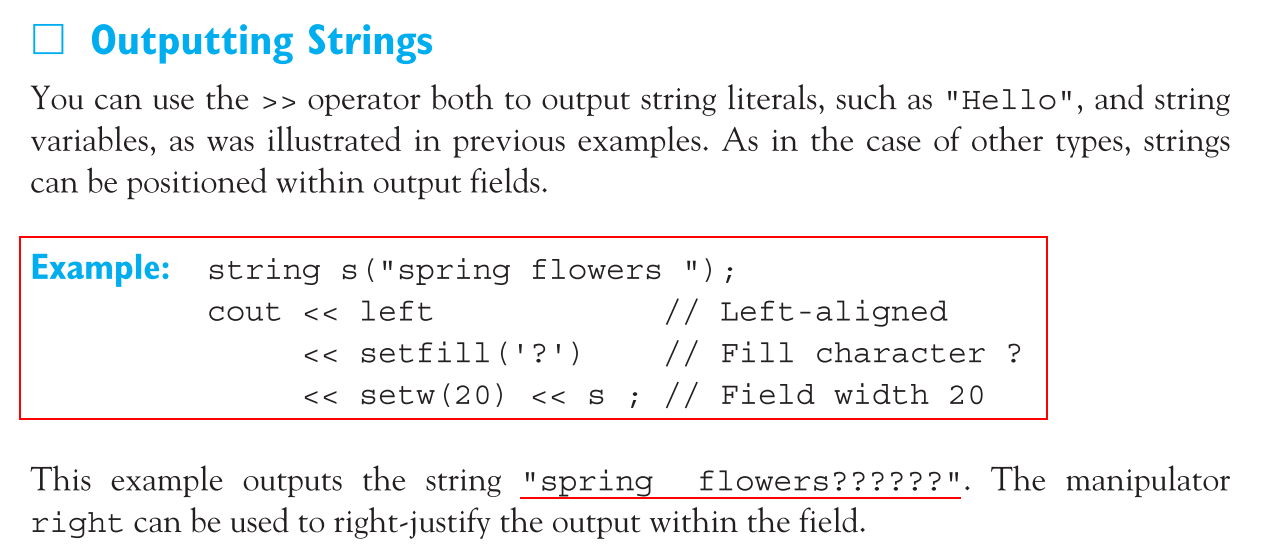 Outputting Strings
You can use the >> operator both to output string literals, such as "Hello", and string
variables, as was illustrated in previous examples. As in the case of other types, strings
can be positioned within output fields.
Example: string s("spring flowers ");
cout << left // Left-aligned
<< setfill('?') // Fill character ?
<< setw(20) << s ; // Field width 20
This example outputs the string "spring flowers??????". The manipulator
right can be used to right-justify the output within the field.